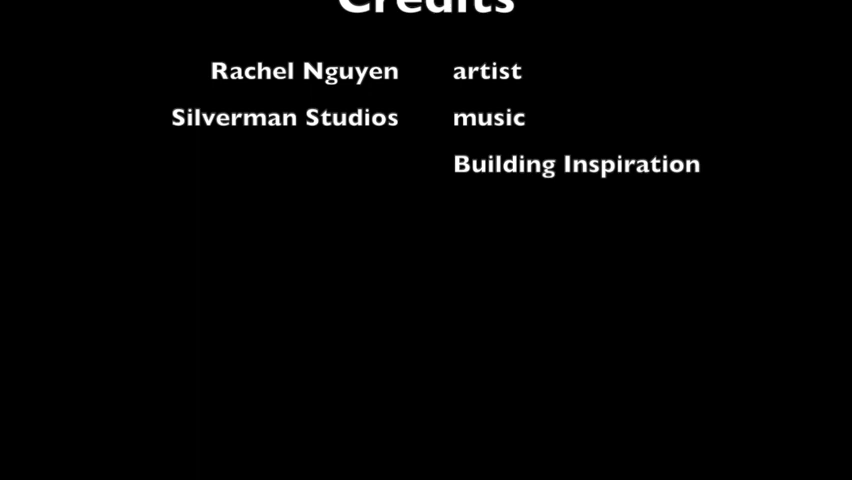 Credits
Rachel Nguyen artist
Silverman Studios music
Building Inspiration